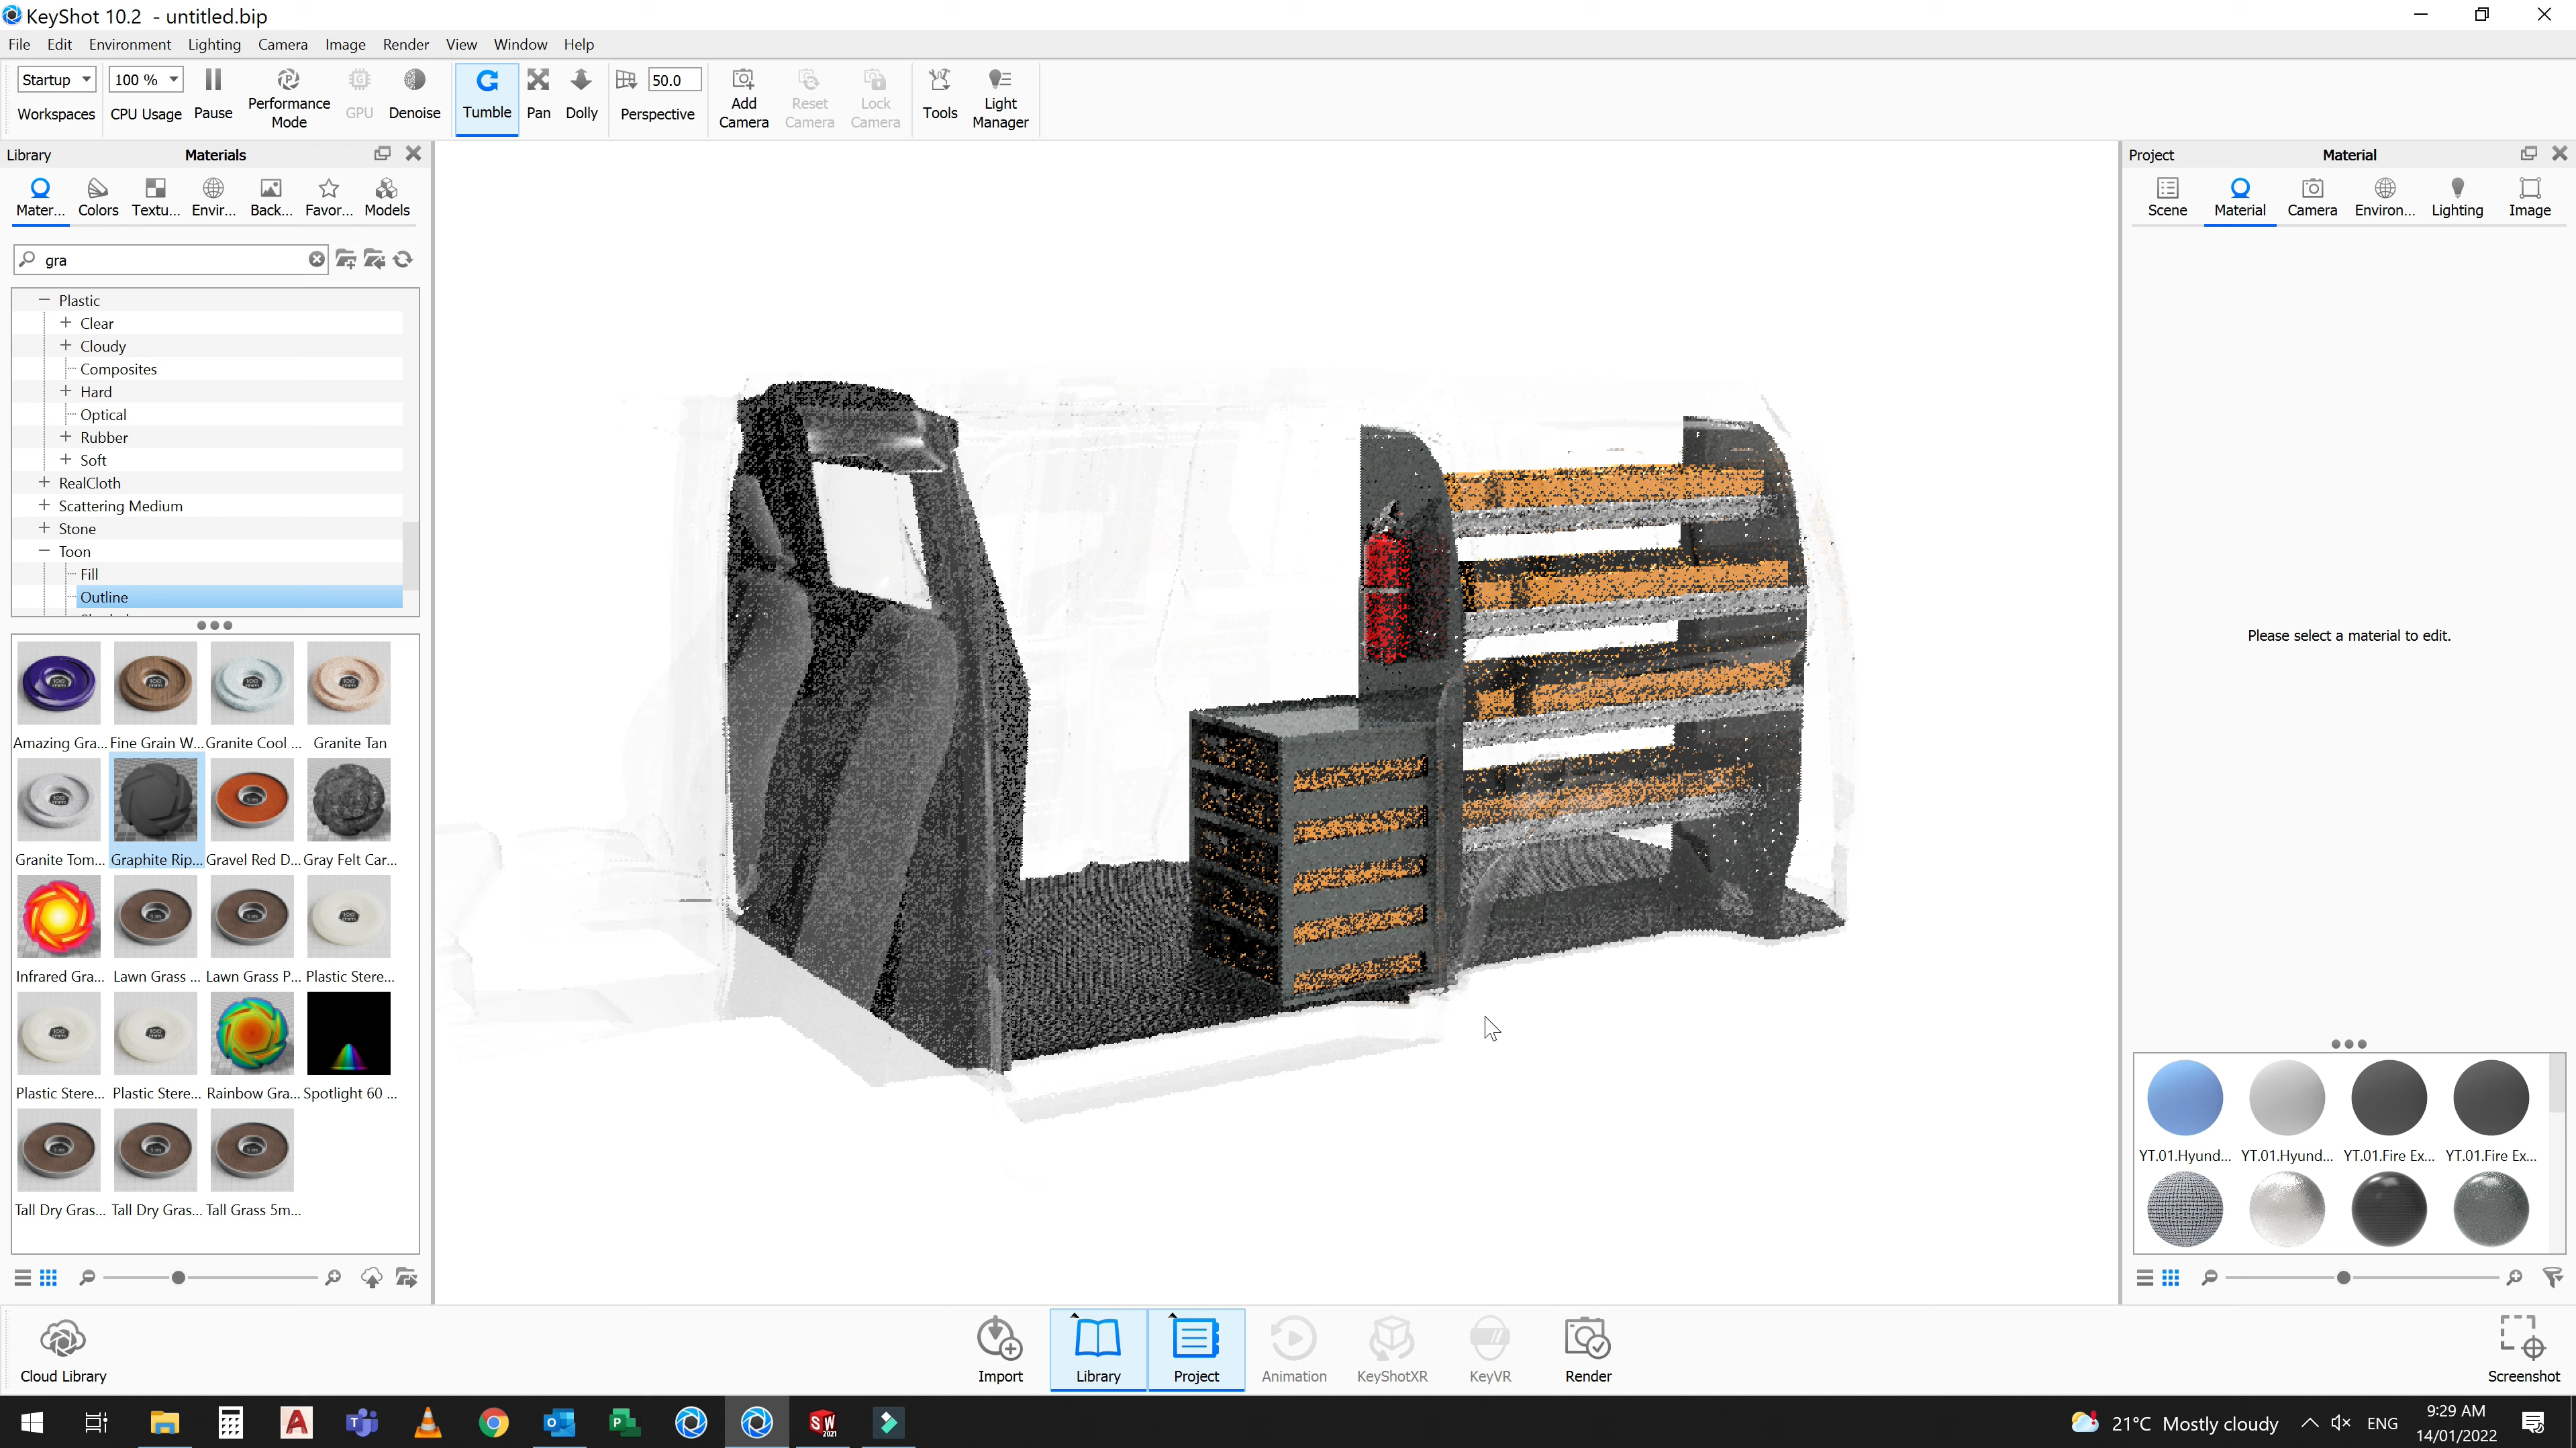 KeyShot 10.2 - untitled.bip
File Edit Environment Lighting Camera Image Render View Window Help
Startup 100 % 50.0
Workspaces CPU Usage Pause Performance Mode GPU Denoise Tumble Pan Dolly Perspective Add Camera Reset Camera Lock Camera Tools Light Manager
Library Materials
Mater... Colors Textu... Envir... Back... Favor... Models
gra
Plastic
Clear
Cloudy
Composites
Hard
Optical
Rubber
Soft
RealCloth
Scattering Medium
Stone
Toon
Fill
Outline
Amazing Gra... Fine Grain W... Granite Cool ... Granite Tan
Granite Tom... Graphite Rip... Gravel Red D... Gray Felt Car...
Infrared Gra... Lawn Grass ... Lawn Grass P... Plastic Stere...
Plastic Stere... Plastic Stere... Rainbow Gra... Spotlight 60 ...
Tall Dry Gras... Tall Dry Gras... Tall Grass 5m...
Project Material
Scene Material Camera Environ... Lighting Image
Please select a material to edit.
YT.01.Hyund... YT.01.Hyund... YT.01.Fire Ex... YT.01.Fire Ex...
Cloud Library Import Library Project Animation KeyShotXR KeyVR Render Screenshot
21°C Mostly cloudy ENG
9:29 AM
14/01/2022